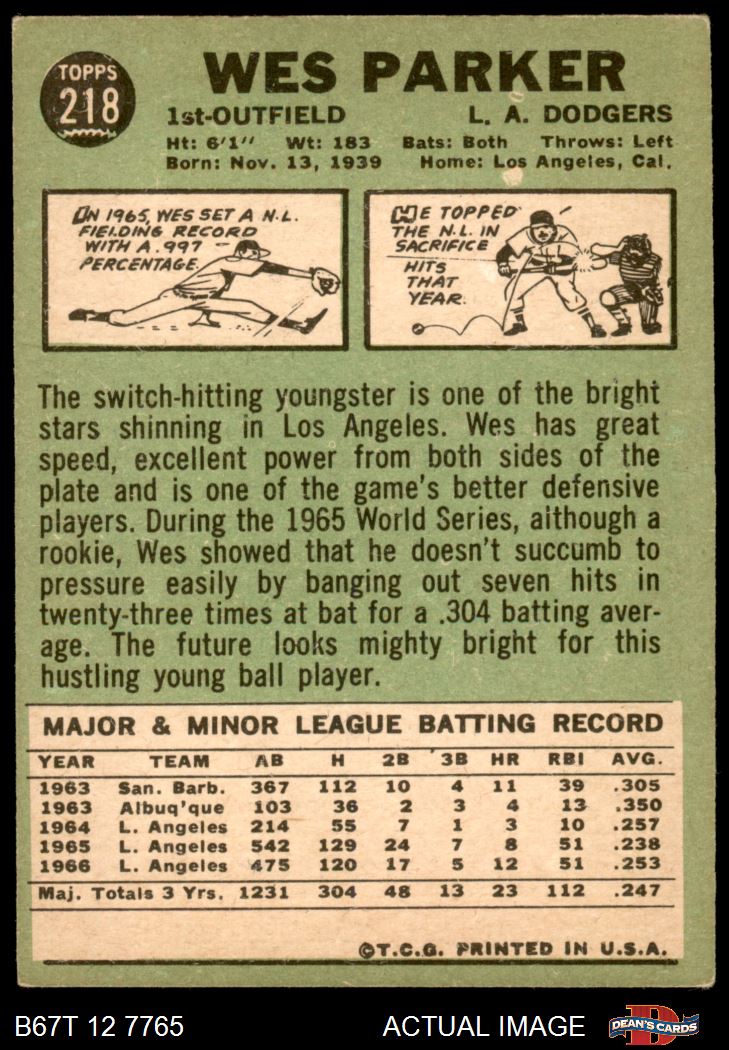 TOPPS
218
WES PARKER
1st-OUTFIELD L. A. DODGERS
Ht: 6'1" Wt: 183 Bats: Both Throws: Left
Born: Nov. 13, 1939 Home: Los Angeles, Cal.
IN 1965, WES SET A N.L.
FIELDING RECORD
WITH A .997
PERCENTAGE.
HE TOPPED
THE N.L. IN
SACRIFICE
HITS
THAT
YEAR.
The switch-hitting youngster is one of the bright
stars shinning in Los Angeles. Wes has great
speed, excellent power from both sides of the
plate and is one of the game's better defensive
players. During the 1965 World Series, aithough a
rookie, Wes showed that he doesn't succumb to
pressure easily by banging out seven hits in
twenty-three times at bat for a .304 batting aver-
age. The future looks mighty bright for this
hustling young ball player.
MAJOR & MINOR LEAGUE BATTING RECORD
YEAR TEAM AB H 2B 3B HR RBI AVG.
1963 San. Barb. 367 112 10 4 11 39 .305
1963 Albuq'que 103 36 2 3 4 13 .350
1964 L. Angeles 214 55 7 1 3 10 .257
1965 L. Angeles 542 129 24 7 8 51 .238
1966 L. Angeles 475 120 17 5 12 51 .253
Maj. Totals 3 Yrs. 1231 304 48 13 23 112 .247
©T.C.G. PRINTED IN U.S.A.
B67T 12 7765 ACTUAL IMAGE
D
DEAN'S CARDS